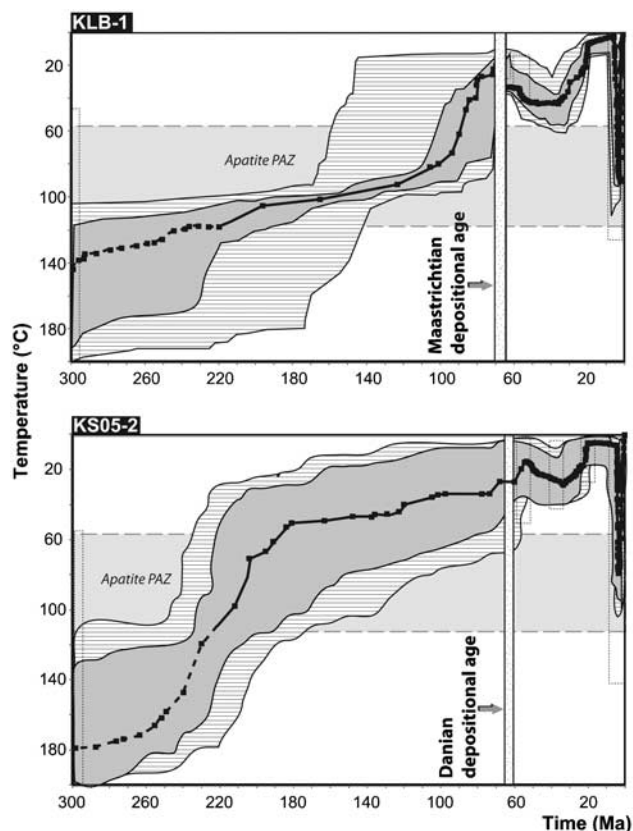 KLB-1
20
60
100
140
180
Apatite PAZ
Maastrichtian
depositional age
300 260 220 180 140 100 60 20
Temperature (°C)
KS05-2
20
60
100
140
180
Apatite PAZ
Danian
depositional age
300 260 220 180 140 100 60 20
Time (Ma)